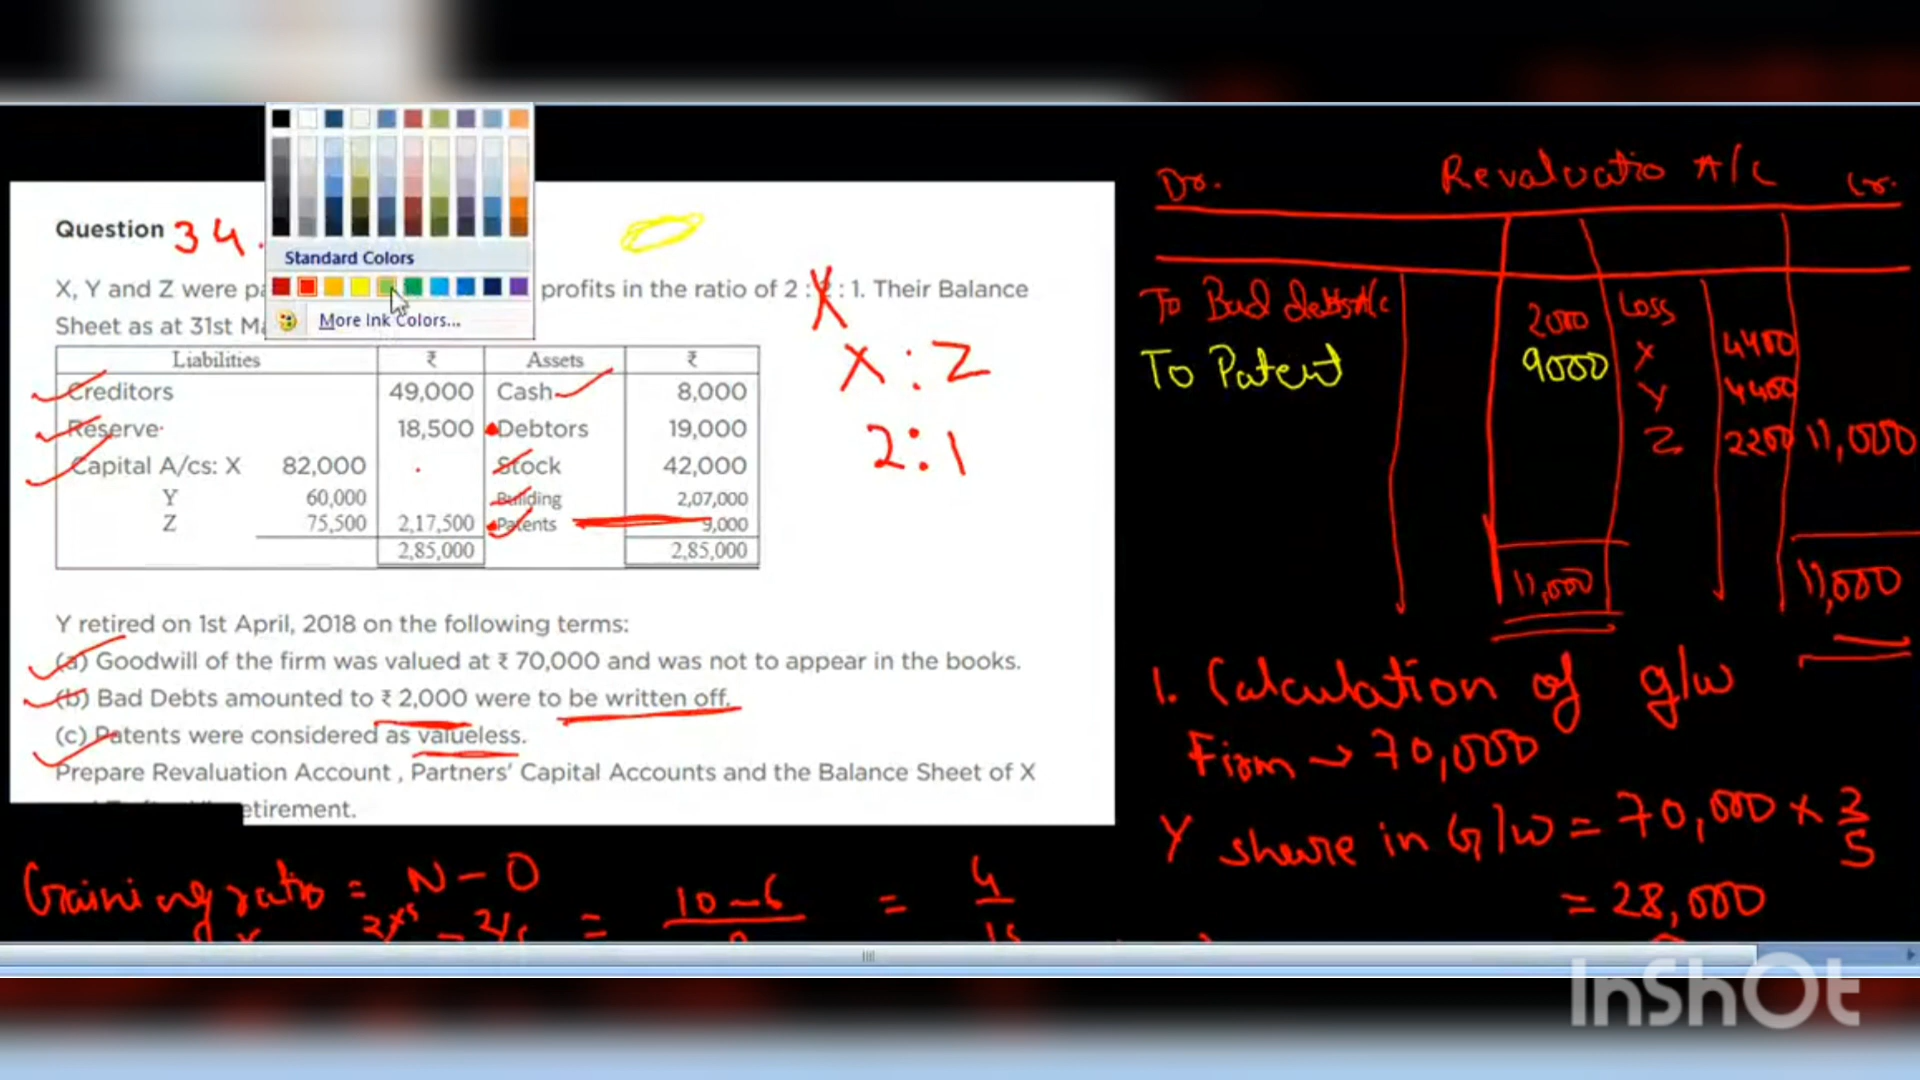 Question 34.
Standard Colors
More Ink Colors...
X, Y and Z were pa profits in the ratio of 2 : 2 : 1. Their Balance
Sheet as at 31st Ma
Liabilities ₹ Assets ₹
Creditors 49,000 Cash 8,000
Reserve 18,500 Debtors 19,000
Capital A/cs: X 82,000 Stock 42,000
Y 60,000 Building 2,07,000
Z 75,500 2,17,500 Patents 9,000
2,85,000 2,85,000
X : Z
2 : 1
Y retired on 1st April, 2018 on the following terms:
(a) Goodwill of the firm was valued at ₹ 70,000 and was not to appear in the books.
(b) Bad Debts amounted to ₹ 2,000 were to be written off.
(c) Patents were considered as valueless.
Prepare Revaluation Account , Partners' Capital Accounts and the Balance Sheet of X
etirement.
Dr. Revaluatio A/c Cr.
To Bad debts A/c 2000 Loss
To Patent 9000 X 4400
Y 4400
Z 2200 11,000
11,000 11,000
1. Calculation of g/w
Firm → 70,000
Y share in G/w = 70,000 × 2/5
= 28,000
Gaining ratio = N - O
= 10 - 6 = 4
InShOt